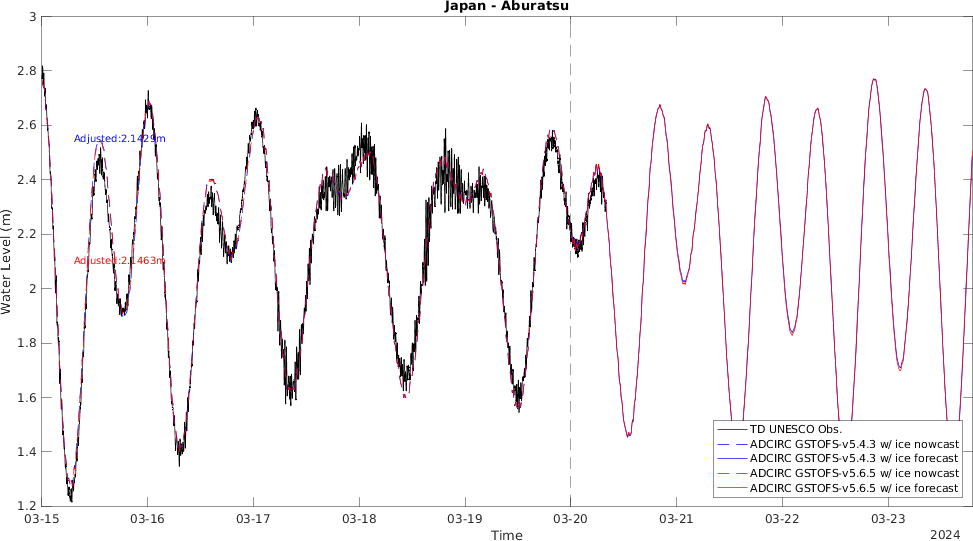 Japan - Aburatsu
3
2.8
2.6
2.4
2.2
2
1.8
1.6
1.4
1.2
Water Level (m)
Adjusted:2.1429m
Adjusted:2.1463m
TD UNESCO Obs.
ADCIRC GSTOFS-v5.4.3 w/ ice nowcast
ADCIRC GSTOFS-v5.4.3 w/ ice forecast
ADCIRC GSTOFS-v5.6.5 w/ ice nowcast
ADCIRC GSTOFS-v5.6.5 w/ ice forecast
03-15 03-16 03-17 03-18 03-19 03-20 03-21 03-22 03-23
Time
2024